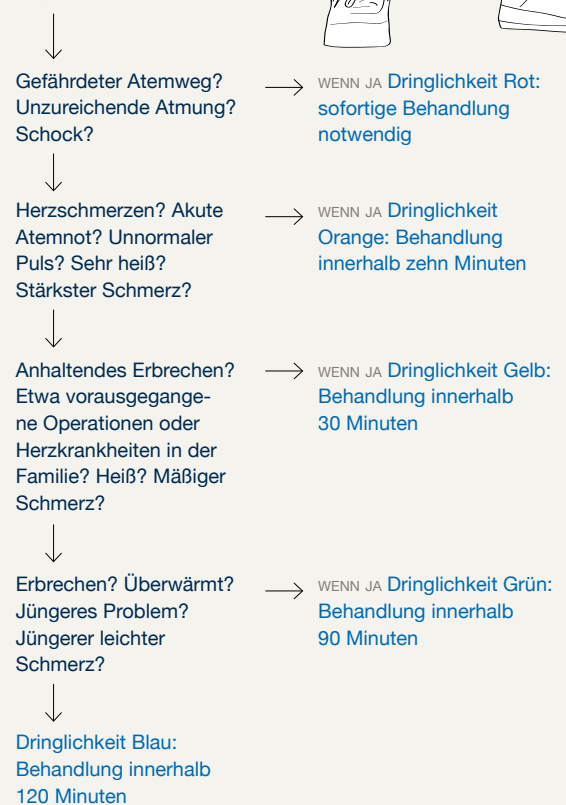 Gefährdeter Atemweg?
Unzureichende Atmung?
Schock?
WENN JA Dringlichkeit Rot:
sofortige Behandlung
notwendig
Herzschmerzen? Akute
Atemnot? Unnormaler
Puls? Sehr heiß?
Stärkster Schmerz?
WENN JA Dringlichkeit
Orange: Behandlung
innerhalb zehn Minuten
Anhaltendes Erbrechen?
Etwa vorausgegange-
ne Operationen oder
Herzkrankheiten in der
Familie? Heiß? Mäßiger
Schmerz?
WENN JA Dringlichkeit Gelb:
Behandlung innerhalb
30 Minuten
Erbrechen? Überwärmt?
Jüngeres Problem?
Jüngerer leichter
Schmerz?
WENN JA Dringlichkeit Grün:
Behandlung innerhalb
90 Minuten
Dringlichkeit Blau:
Behandlung innerhalb
120 Minuten